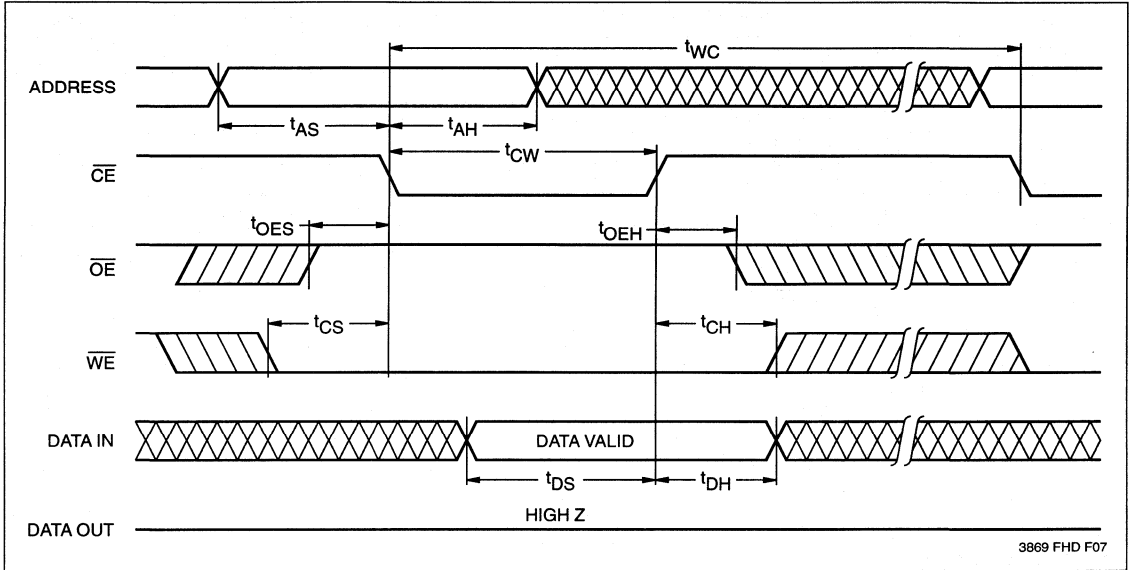 tWC
ADDRESS
tAS
tAH
tCW
CE
tOES
tOEH
OE
tCS
tCH
WE
DATA IN
DATA VALID
tDS
tDH
HIGH Z
DATA OUT
3869 FHD F07